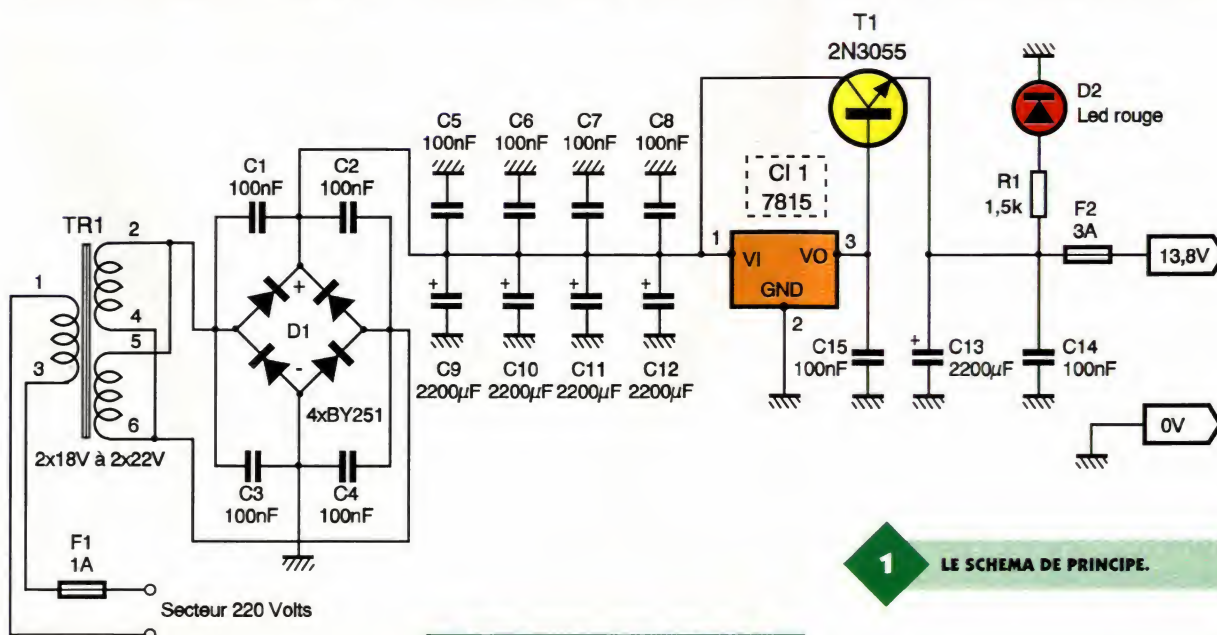 T1
2N3055
D2
Led rouge
C5
100nF
C6
100nF
C7
100nF
C8
100nF
C1
100nF
C2
100nF
CI 1
7815
R1
1,5k
F2
3A
TR1
2
1
3
4
5
6
+
D1
-
4xBY251
1
VI
VO
3
GND
2
13,8V
+
C9
2200µF
+
C10
2200µF
+
C11
2200µF
+
C12
2200µF
C15
100nF
+
C13
2200µF
C14
100nF
0V
2x18V à 2x22V
C3
100nF
C4
100nF
F1
1A
Secteur 220 Volts
1
LE SCHEMA DE PRINCIPE.